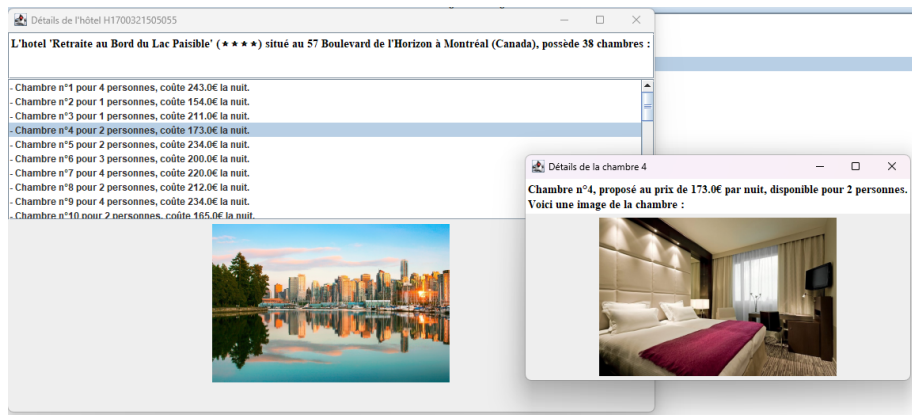 Détails de l'hôtel H1700321505055
L'hotel 'Retraite au Bord du Lac Paisible' (★★★★) situé au 57 Boulevard de l'Horizon à Montréal (Canada), possède 38 chambres :
- Chambre n°1 pour 4 personnes, coûte 243.0€ la nuit.
- Chambre n°2 pour 1 personnes, coûte 154.0€ la nuit.
- Chambre n°3 pour 1 personnes, coûte 211.0€ la nuit.
- Chambre n°4 pour 2 personnes, coûte 173.0€ la nuit.
- Chambre n°5 pour 2 personnes, coûte 234.0€ la nuit.
- Chambre n°6 pour 3 personnes, coûte 200.0€ la nuit.
- Chambre n°7 pour 4 personnes, coûte 220.0€ la nuit.
- Chambre n°8 pour 2 personnes, coûte 212.0€ la nuit.
- Chambre n°9 pour 4 personnes, coûte 234.0€ la nuit.
- Chambre n°10 pour 2 personnes, coûte 165.0€ la nuit.
Détails de la chambre 4
Chambre n°4, proposé au prix de 173.0€ par nuit, disponible pour 2 personnes.
Voici une image de la chambre :